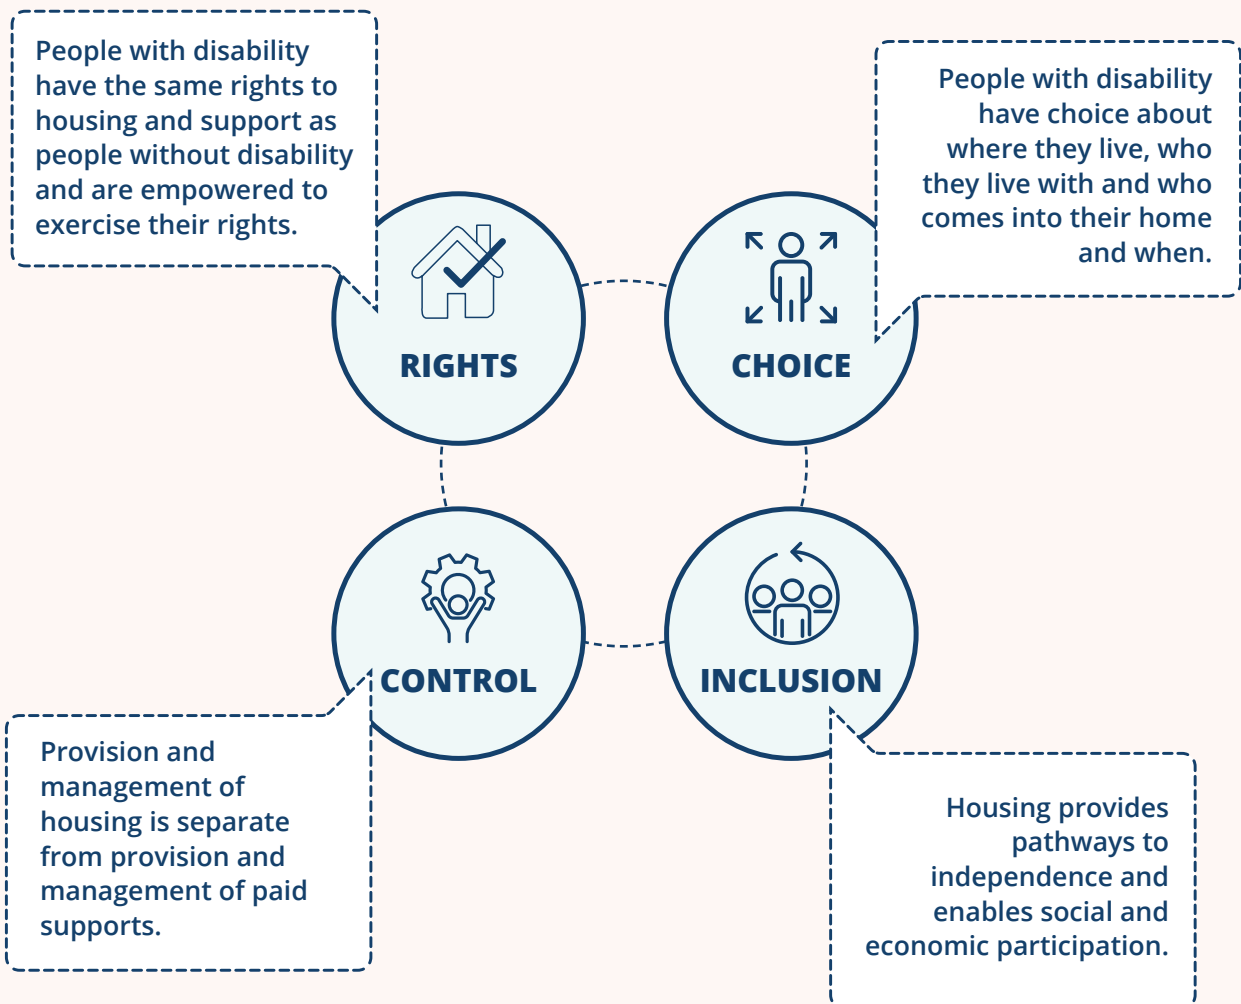 People with disability
have the same rights to
housing and support as
people without disability
and are empowered to
exercise their rights.
RIGHTS
People with disability
have choice about
where they live, who
they live with and who
comes into their home
and when.
CHOICE
CONTROL
Provision and
management of
housing is separate
from provision and
management of paid
supports.
INCLUSION
Housing provides
pathways to
independence and
enables social and
economic participation.